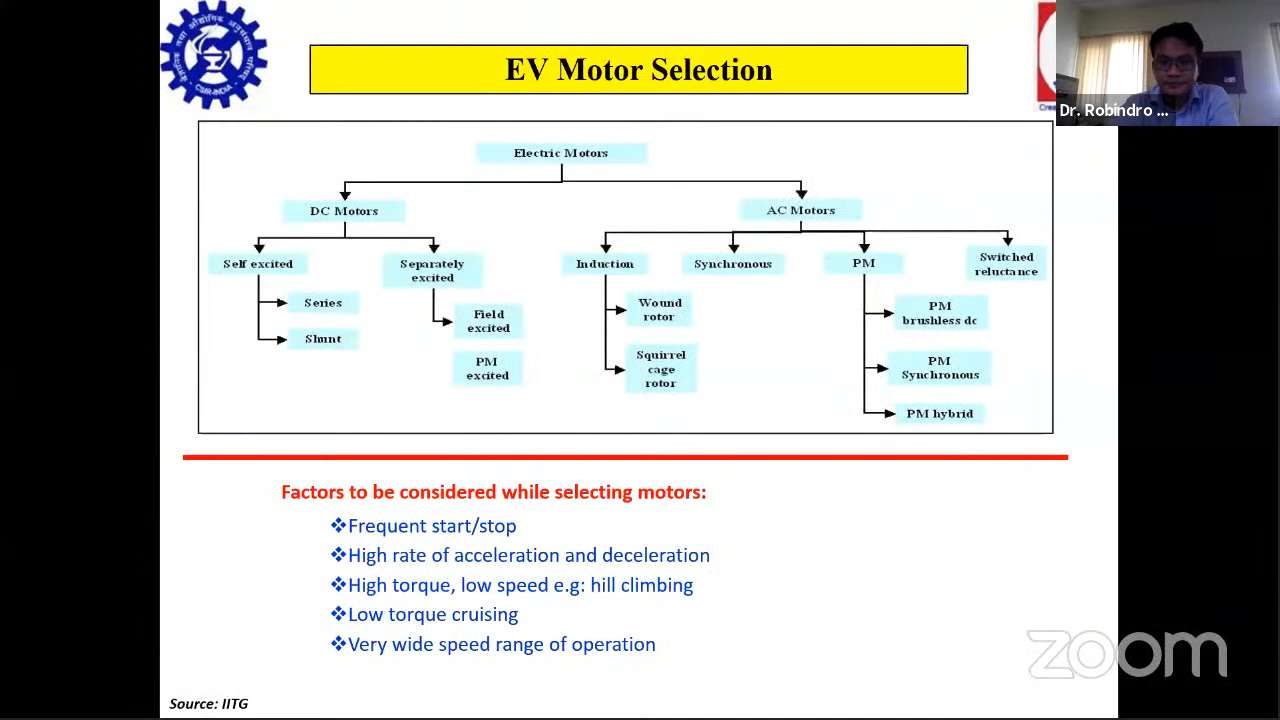 EV Motor Selection
Dr. Robindro ...
Electric Motors
DC Motors
AC Motors
Self excited
Separately
excited
Induction
Synchronous
PM
Switched
reluctance
Series
Shunt
Field
excited
PM
excited
Wound
rotor
Squirrel
cage
rotor
PM
brushless dc
PM
Synchronous
PM hybrid
Factors to be considered while selecting motors:
❖Frequent start/stop
❖High rate of acceleration and deceleration
❖High torque, low speed e.g: hill climbing
❖Low torque cruising
❖Very wide speed range of operation
zoom
Source: IITG
CSIR-INDIA